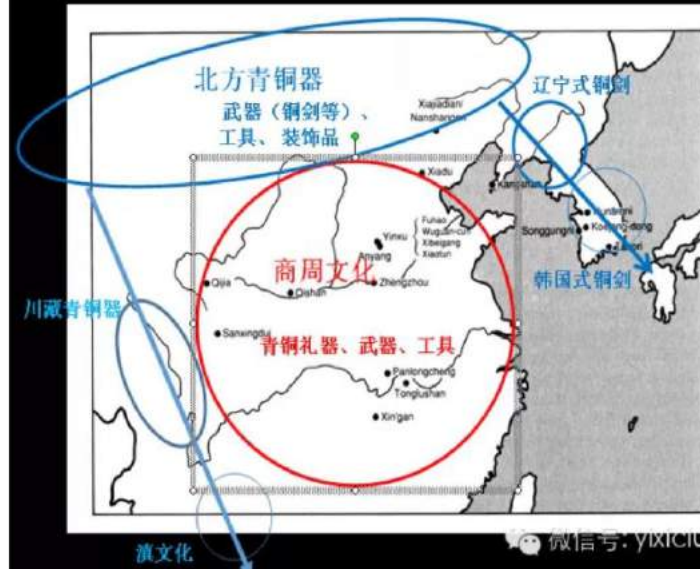 北方青铜器
武器（铜剑等）、
工具、装饰品
辽宁式铜剑
Xiajiadian
Nanshangen
Xiadu
Fuhao
Wuguan-cun
Xibeigang
Xiaotun
Yinxu
Anyang
Songgungni
商周文化
Qijia
Qishan
Zhengzhou
韩国式铜剑
川藏青铜器
Sanxingdui
青铜礼器、武器、工具
Panlongcheng
Tonglushan
Xin'gan
滇文化
微信号: yixiciu